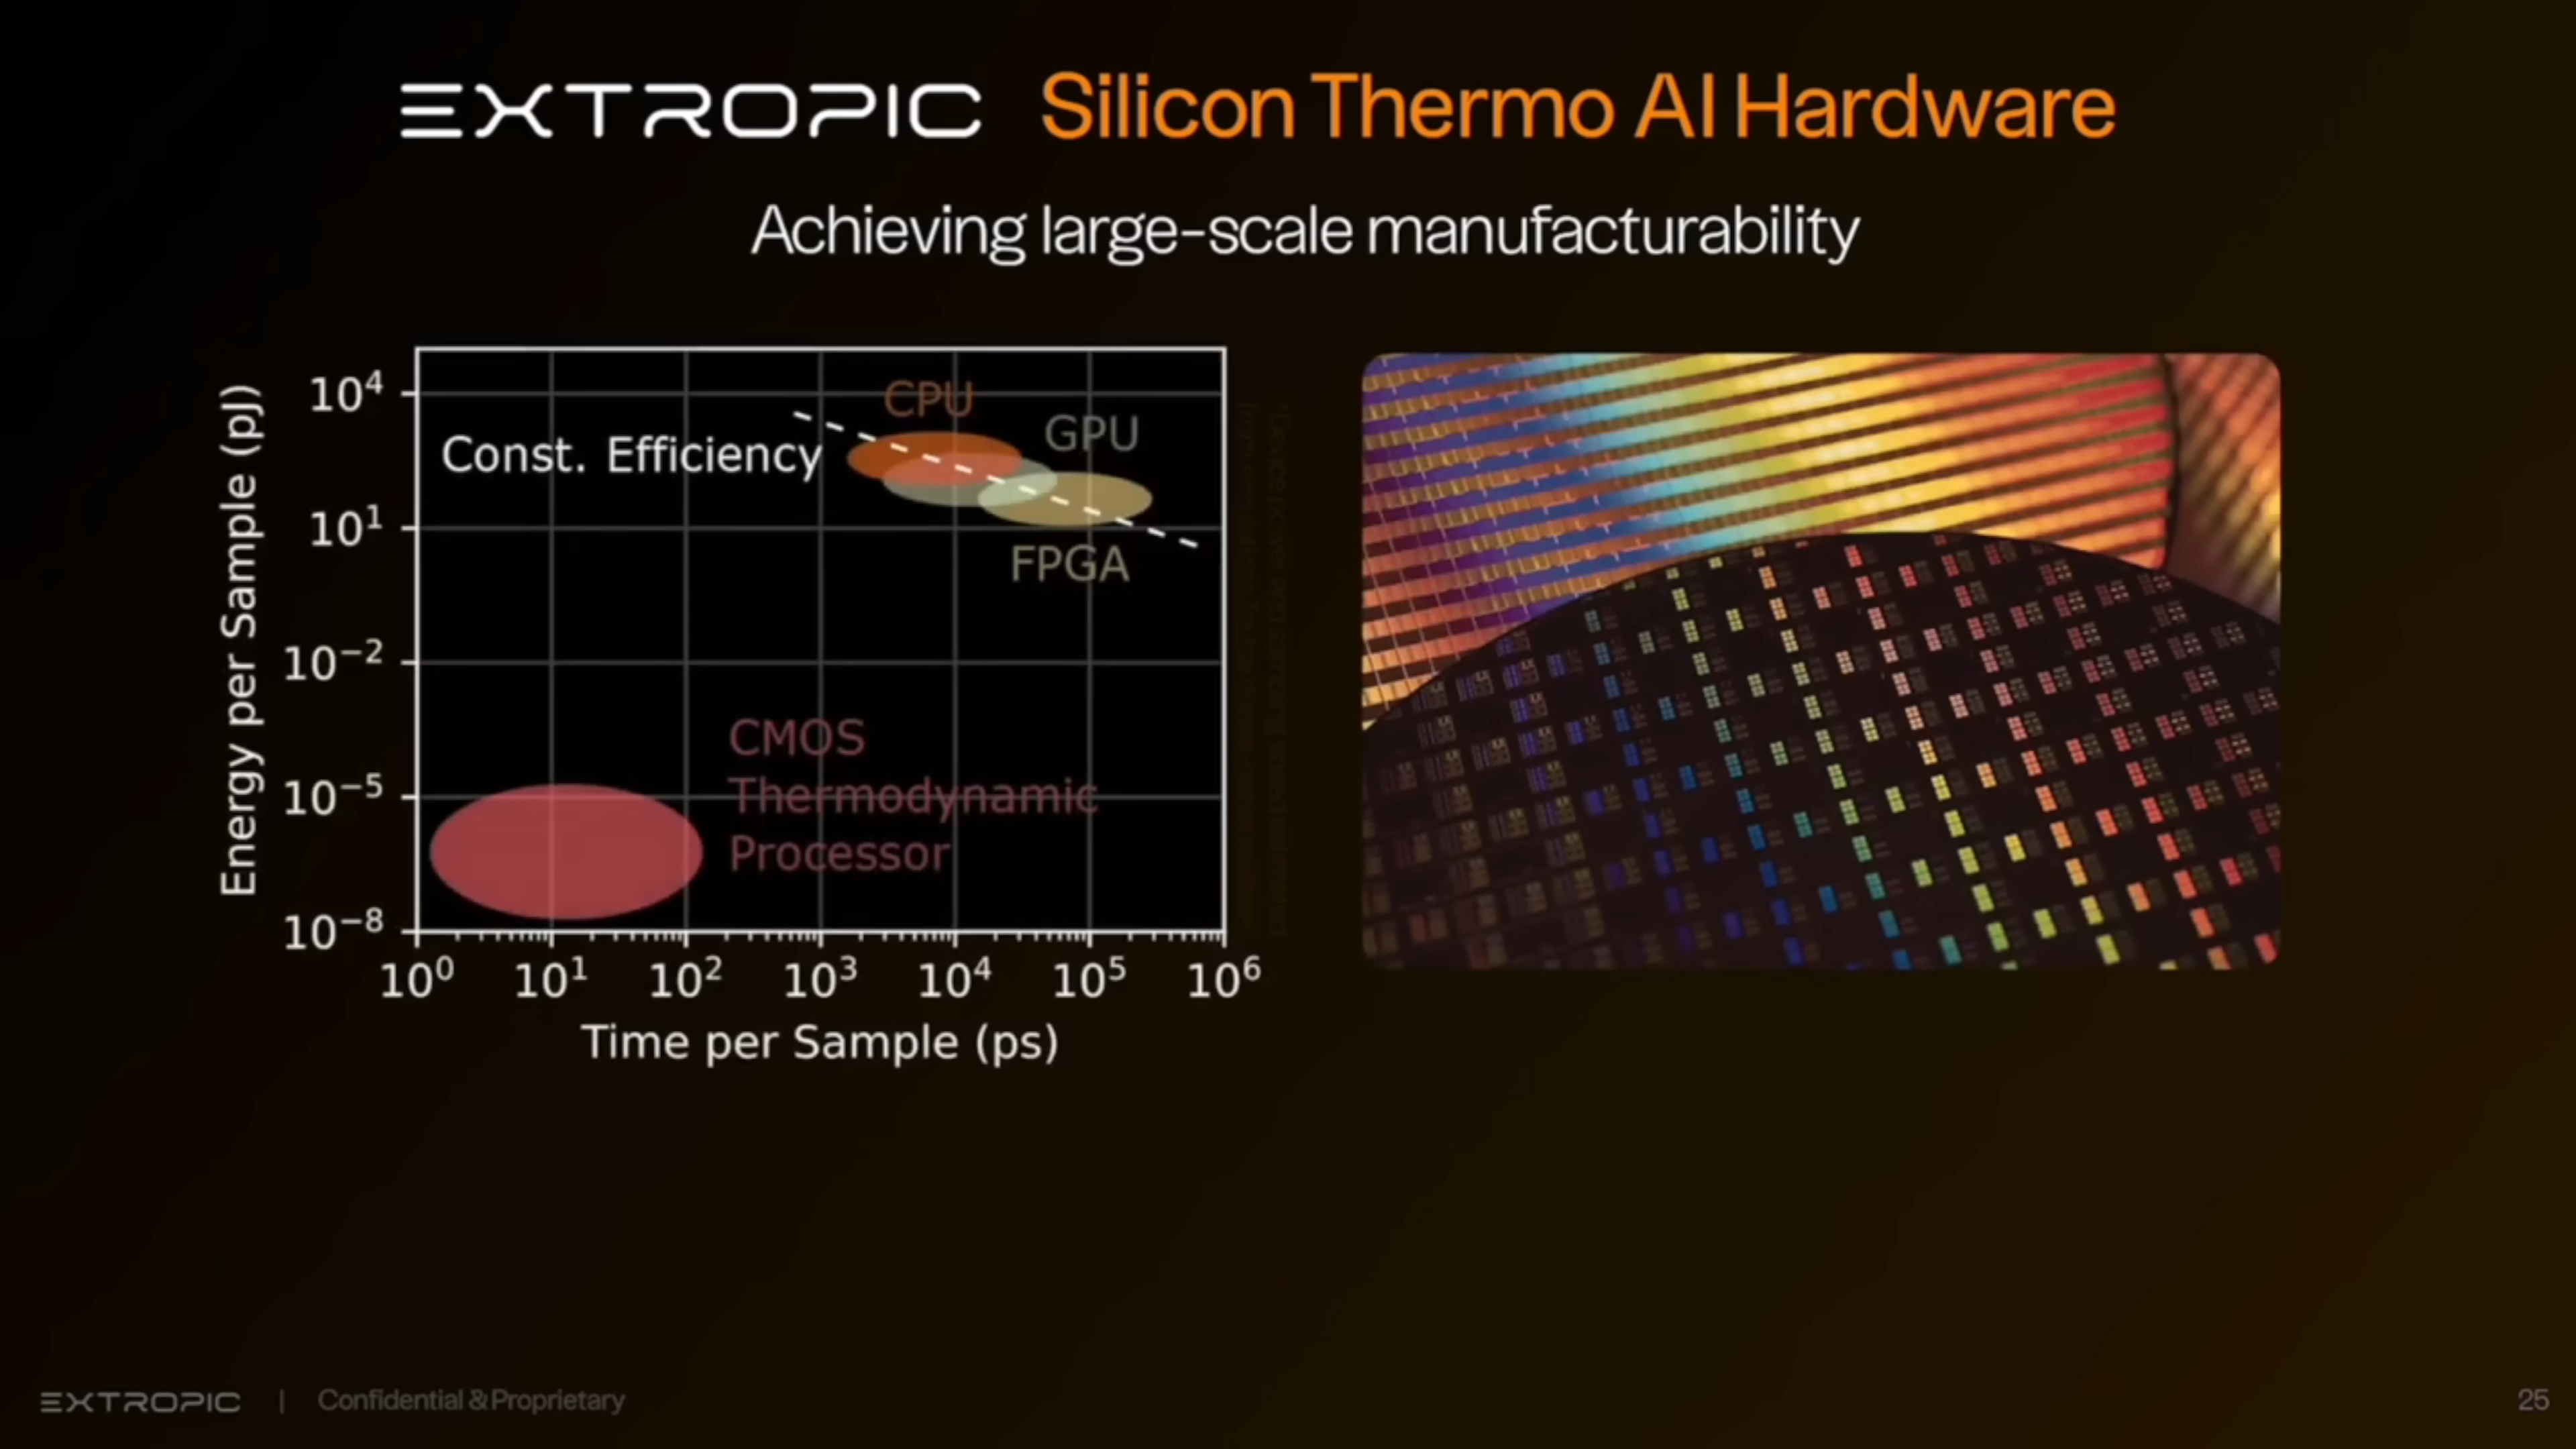 EXTROPIC Silicon Thermo AI Hardware
Achieving large-scale manufacturability
Energy per Sample (pJ)
10⁴
10¹
10⁻²
10⁻⁵
10⁻⁸
CPU
GPU
Const. Efficiency
FPGA
CMOS
Thermodynamic
Processor
10⁰ 10¹ 10² 10³ 10⁴ 10⁵ 10⁶
Time per Sample (ps)
EXTROPIC | Confidential & Proprietary
25